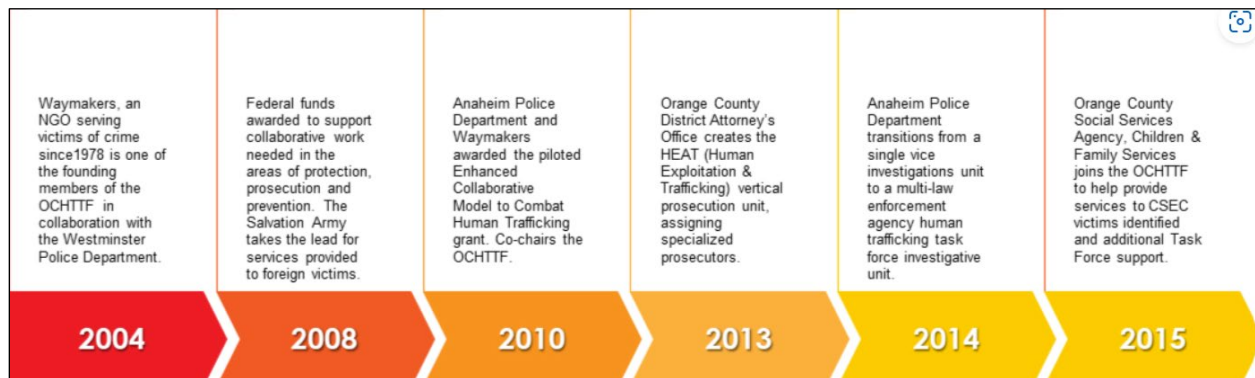 Waymakers, an
NGO serving
victims of crime
since1978 is one of
the founding
members of the
OCHTTF in
collaboration with
the Westminster
Police Department.
2004
Federal funds
awarded to support
collaborative work
needed in the
areas of protection,
prosecution and
prevention. The
Salvation Army
takes the lead for
services provided
to foreign victims.
2008
Anaheim Police
Department and
Waymakers
awarded the piloted
Enhanced
Collaborative
Model to Combat
Human Trafficking
grant. Co-chairs the
OCHTTF.
2010
Orange County
District Attorney's
Office creates the
HEAT (Human
Exploitation &
Trafficking) vertical
prosecution unit,
assigning
specialized
prosecutors.
2013
Anaheim Police
Department
transitions from a
single vice
investigations unit
to a multi-law
enforcement
agency human
trafficking task
force investigative
unit.
2014
Orange County
Social Services
Agency, Children &
Family Services
joins the OCHTTF
to help provide
services to CSEC
victims identified
and additional Task
Force support.
2015